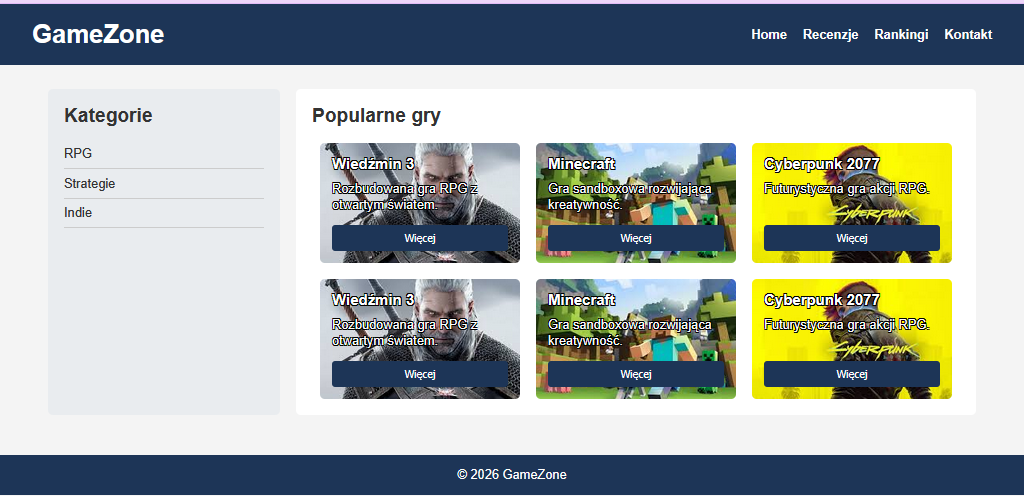 GameZone
Home Recenzje Rankingi Kontakt
Kategorie
RPG
Strategie
Indie
Popularne gry
Wiedźmin 3
Rozbudowana gra RPG z
otwartym światem.
Więcej
Minecraft
Gra sandboxowa rozwijająca
kreatywność.
Więcej
Cyberpunk 2077
Futurystyczna gra akcji RPG.
Cyberpunk
Więcej
Wiedźmin 3
Rozbudowana gra RPG z
otwartym światem.
Więcej
Minecraft
Gra sandboxowa rozwijająca
kreatywność.
Więcej
Cyberpunk 2077
Futurystyczna gra akcji RPG.
Cyberpunk
Więcej
© 2026 GameZone